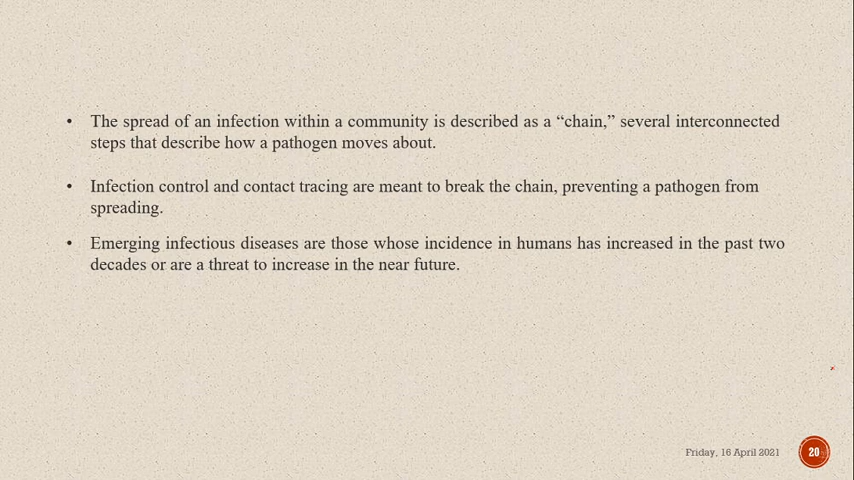 • The spread of an infection within a community is described as a “chain,” several interconnected
steps that describe how a pathogen moves about.
• Infection control and contact tracing are meant to break the chain, preventing a pathogen from
spreading.
• Emerging infectious diseases are those whose incidence in humans has increased in the past two
decades or are a threat to increase in the near future.
Friday, 16 April 2021
20